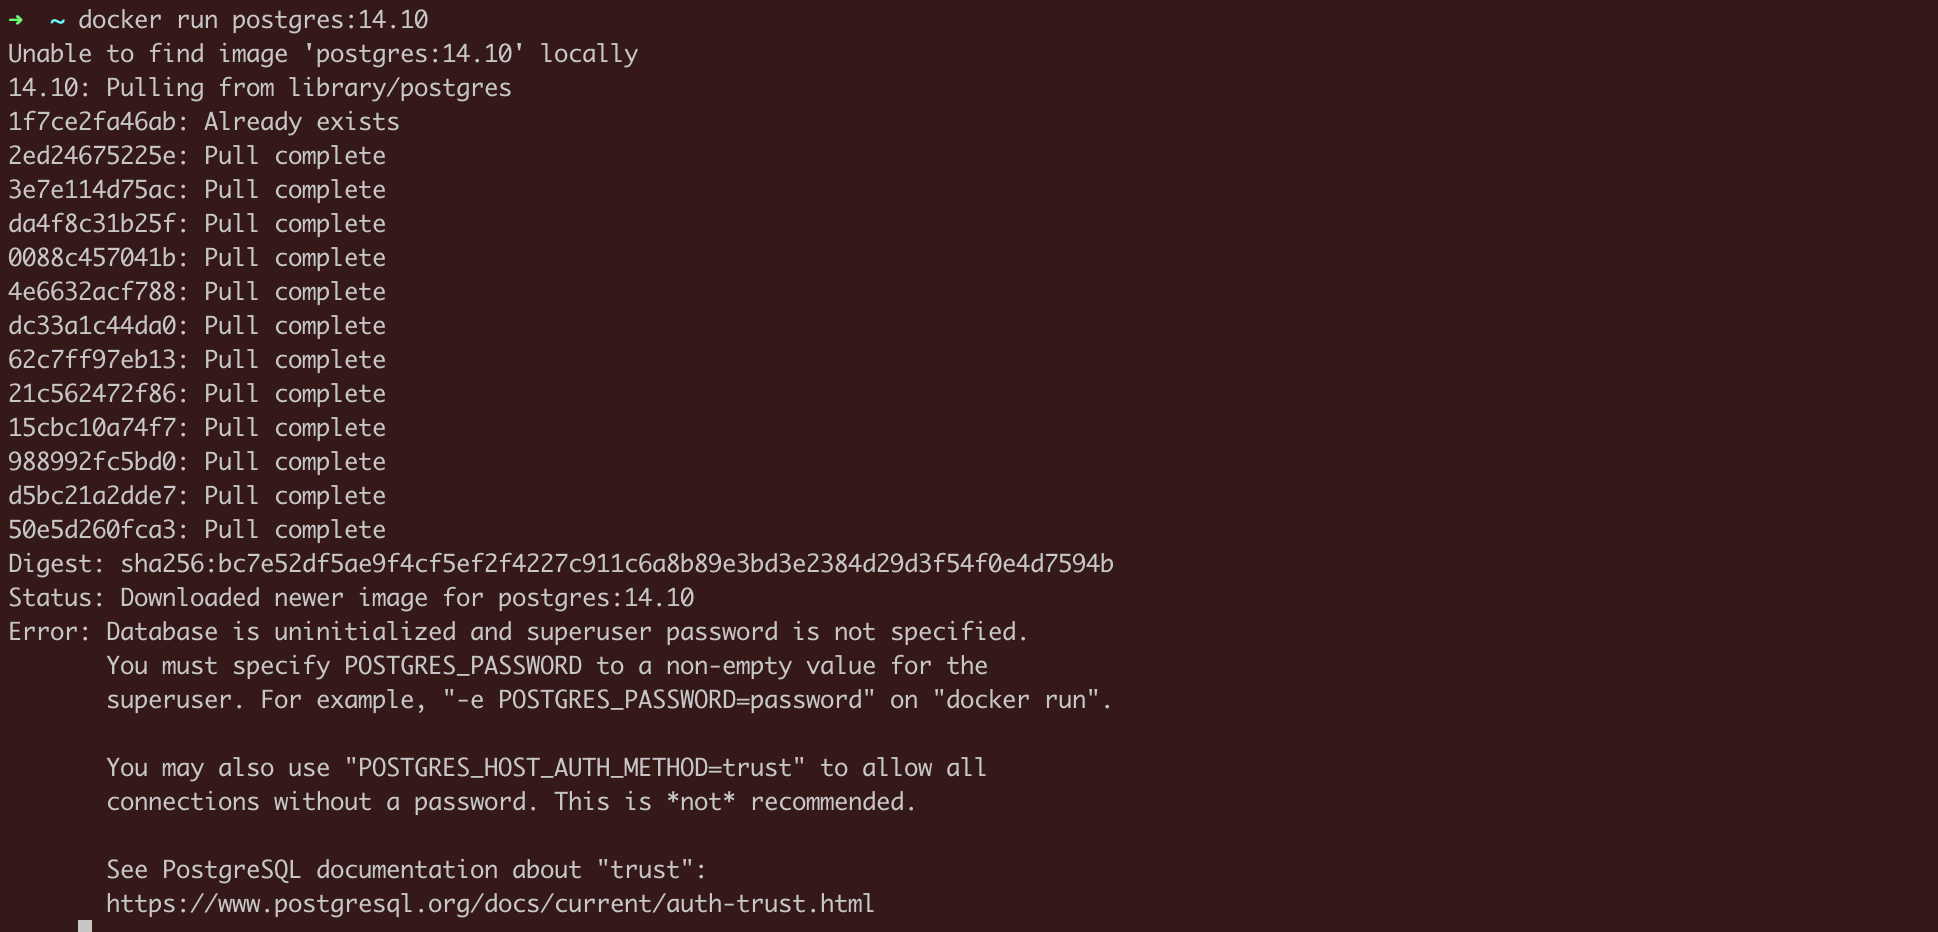 ➜  ~ docker run postgres:14.10
Unable to find image 'postgres:14.10' locally
14.10: Pulling from library/postgres
1f7ce2fa46ab: Already exists
2ed24675225e: Pull complete
3e7e114d75ac: Pull complete
da4f8c31b25f: Pull complete
0088c457041b: Pull complete
4e6632acf788: Pull complete
dc33a1c44da0: Pull complete
62c7ff97eb13: Pull complete
21c562472f86: Pull complete
15cbc10a74f7: Pull complete
988992fc5bd0: Pull complete
d5bc21a2dde7: Pull complete
50e5d260fca3: Pull complete
Digest: sha256:bc7e52df5ae9f4cf5ef2f4227c911c6a8b89e3bd3e2384d29d3f54f0e4d7594b
Status: Downloaded newer image for postgres:14.10
Error: Database is uninitialized and superuser password is not specified.
       You must specify POSTGRES_PASSWORD to a non-empty value for the
       superuser. For example, "-e POSTGRES_PASSWORD=password" on "docker run".

       You may also use "POSTGRES_HOST_AUTH_METHOD=trust" to allow all
       connections without a password. This is *not* recommended.

       See PostgreSQL documentation about "trust":
       https://www.postgresql.org/docs/current/auth-trust.html